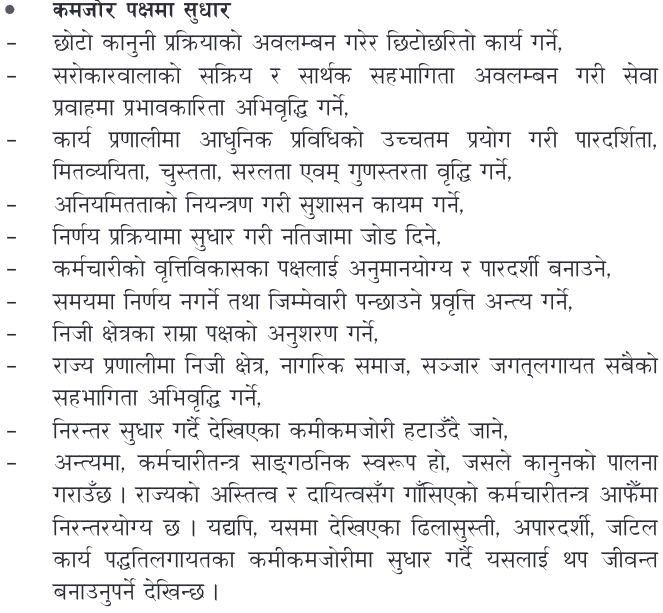 • कमजोर पक्षमा सुधार
– छोटो कानुनी प्रक्रियाको अवलम्बन गरेर छिटोछरितो कार्य गर्ने,
– सरोकारवालाको सक्रिय र सार्थक सहभागिता अवलम्बन गरी सेवा
प्रवाहमा प्रभावकारिता अभिवृद्धि गर्ने,
– कार्य प्रणालीमा आधुनिक प्रविधिको उच्चतम प्रयोग गरी पारदर्शिता,
मितव्ययिता, चुस्तता, सरलता एवम् गुणस्तरता वृद्धि गर्ने,
– अनियमितताको नियन्त्रण गरी सुशासन कायम गर्ने,
– निर्णय प्रक्रियामा सुधार गरी नतिजामा जोड दिने,
– कर्मचारीको वृत्तिविकासका पक्षलाई अनुमानयोग्य र पारदर्शी बनाउने,
– समयमा निर्णय नगर्ने तथा जिम्मेवारी पन्छाउने प्रवृत्ति अन्त्य गर्ने,
– निजी क्षेत्रका राम्रा पक्षको अनुशरण गर्ने,
– राज्य प्रणालीमा निजी क्षेत्र, नागरिक समाज, सञ्जार जगत्लगायत सबैको
सहभागिता अभिवृद्धि गर्ने,
– निरन्तर सुधार गर्दै देखिएका कमीकमजोरी हटाउँदै जाने,
– अन्त्यमा, कर्मचारीतन्त्र साङ्गठनिक स्वरूप हो, जसले कानुनको पालना
गराउँछ । राज्यको अस्तित्व र दायित्वसँग गाँसिएको कर्मचारीतन्त्र आफैँमा
निरन्तरयोग्य छ । यद्यपि, यसमा देखिएका ढिलासुस्ती, अपारदर्शी, जटिल
कार्य पद्धतिलगायतका कमीकमजोरीमा सुधार गर्दै यसलाई थप जीवन्त
बनाउनुपर्ने देखिन्छ ।